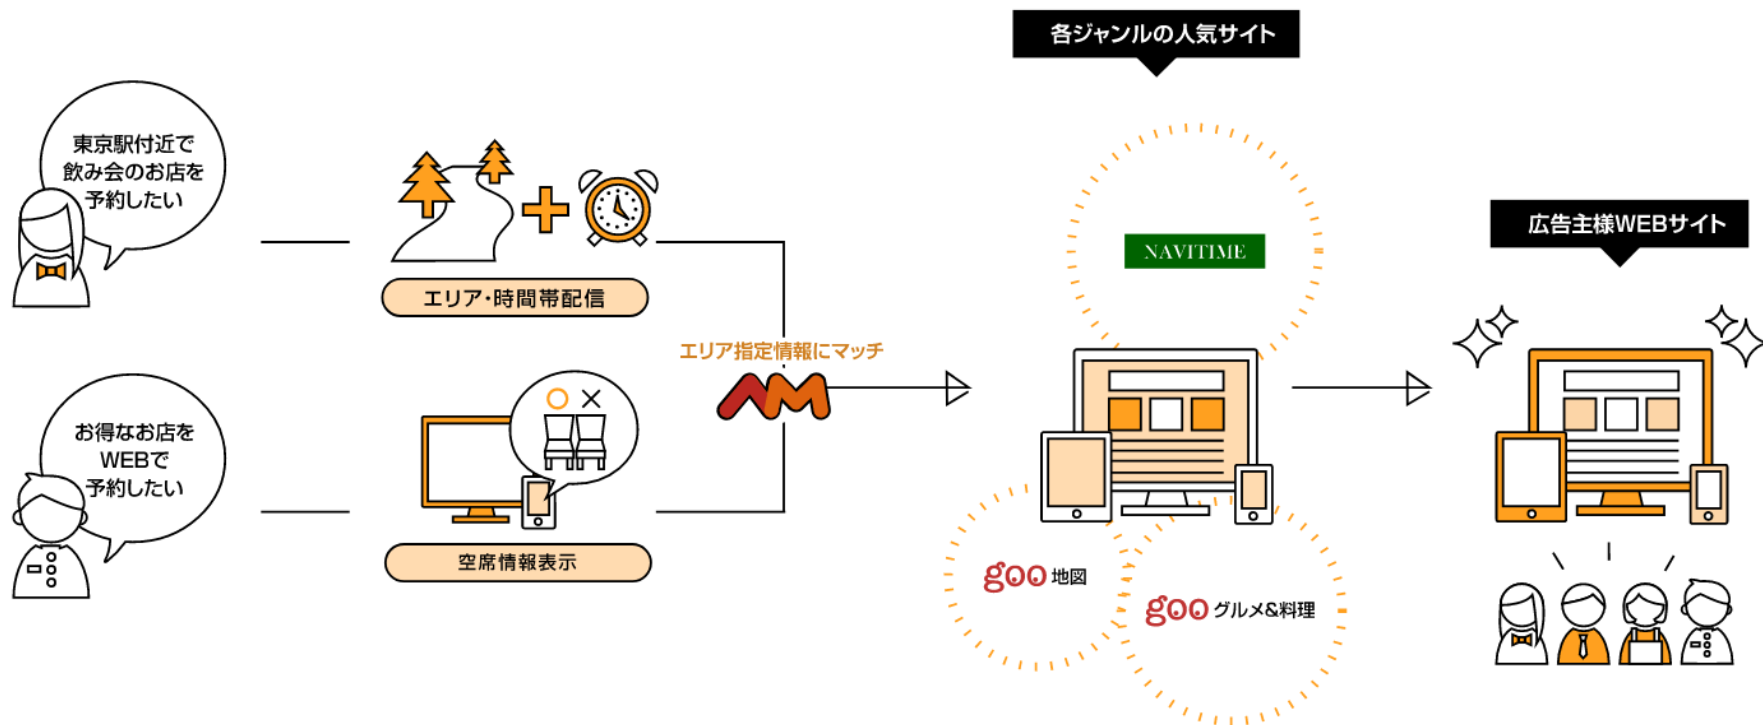 各ジャンルの人気サイト
東京駅付近で
飲み会のお店を
予約したい
エリア・時間帯配信
エリア指定情報にマッチ
AM
NAVITIME
広告主様WEBサイト
お得なお店を
WEBで
予約したい
空席情報表示
goo 地図
goo グルメ&料理